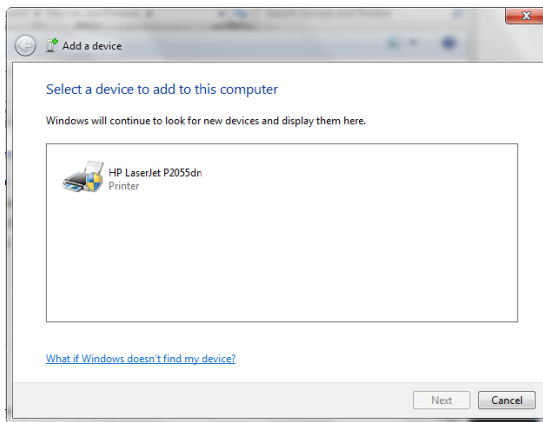 Add a device
Select a device to add to this computer
Windows will continue to look for new devices and display them here.
HP LaserJet P2055dn
Printer
What if Windows doesn't find my device?
Next
Cancel